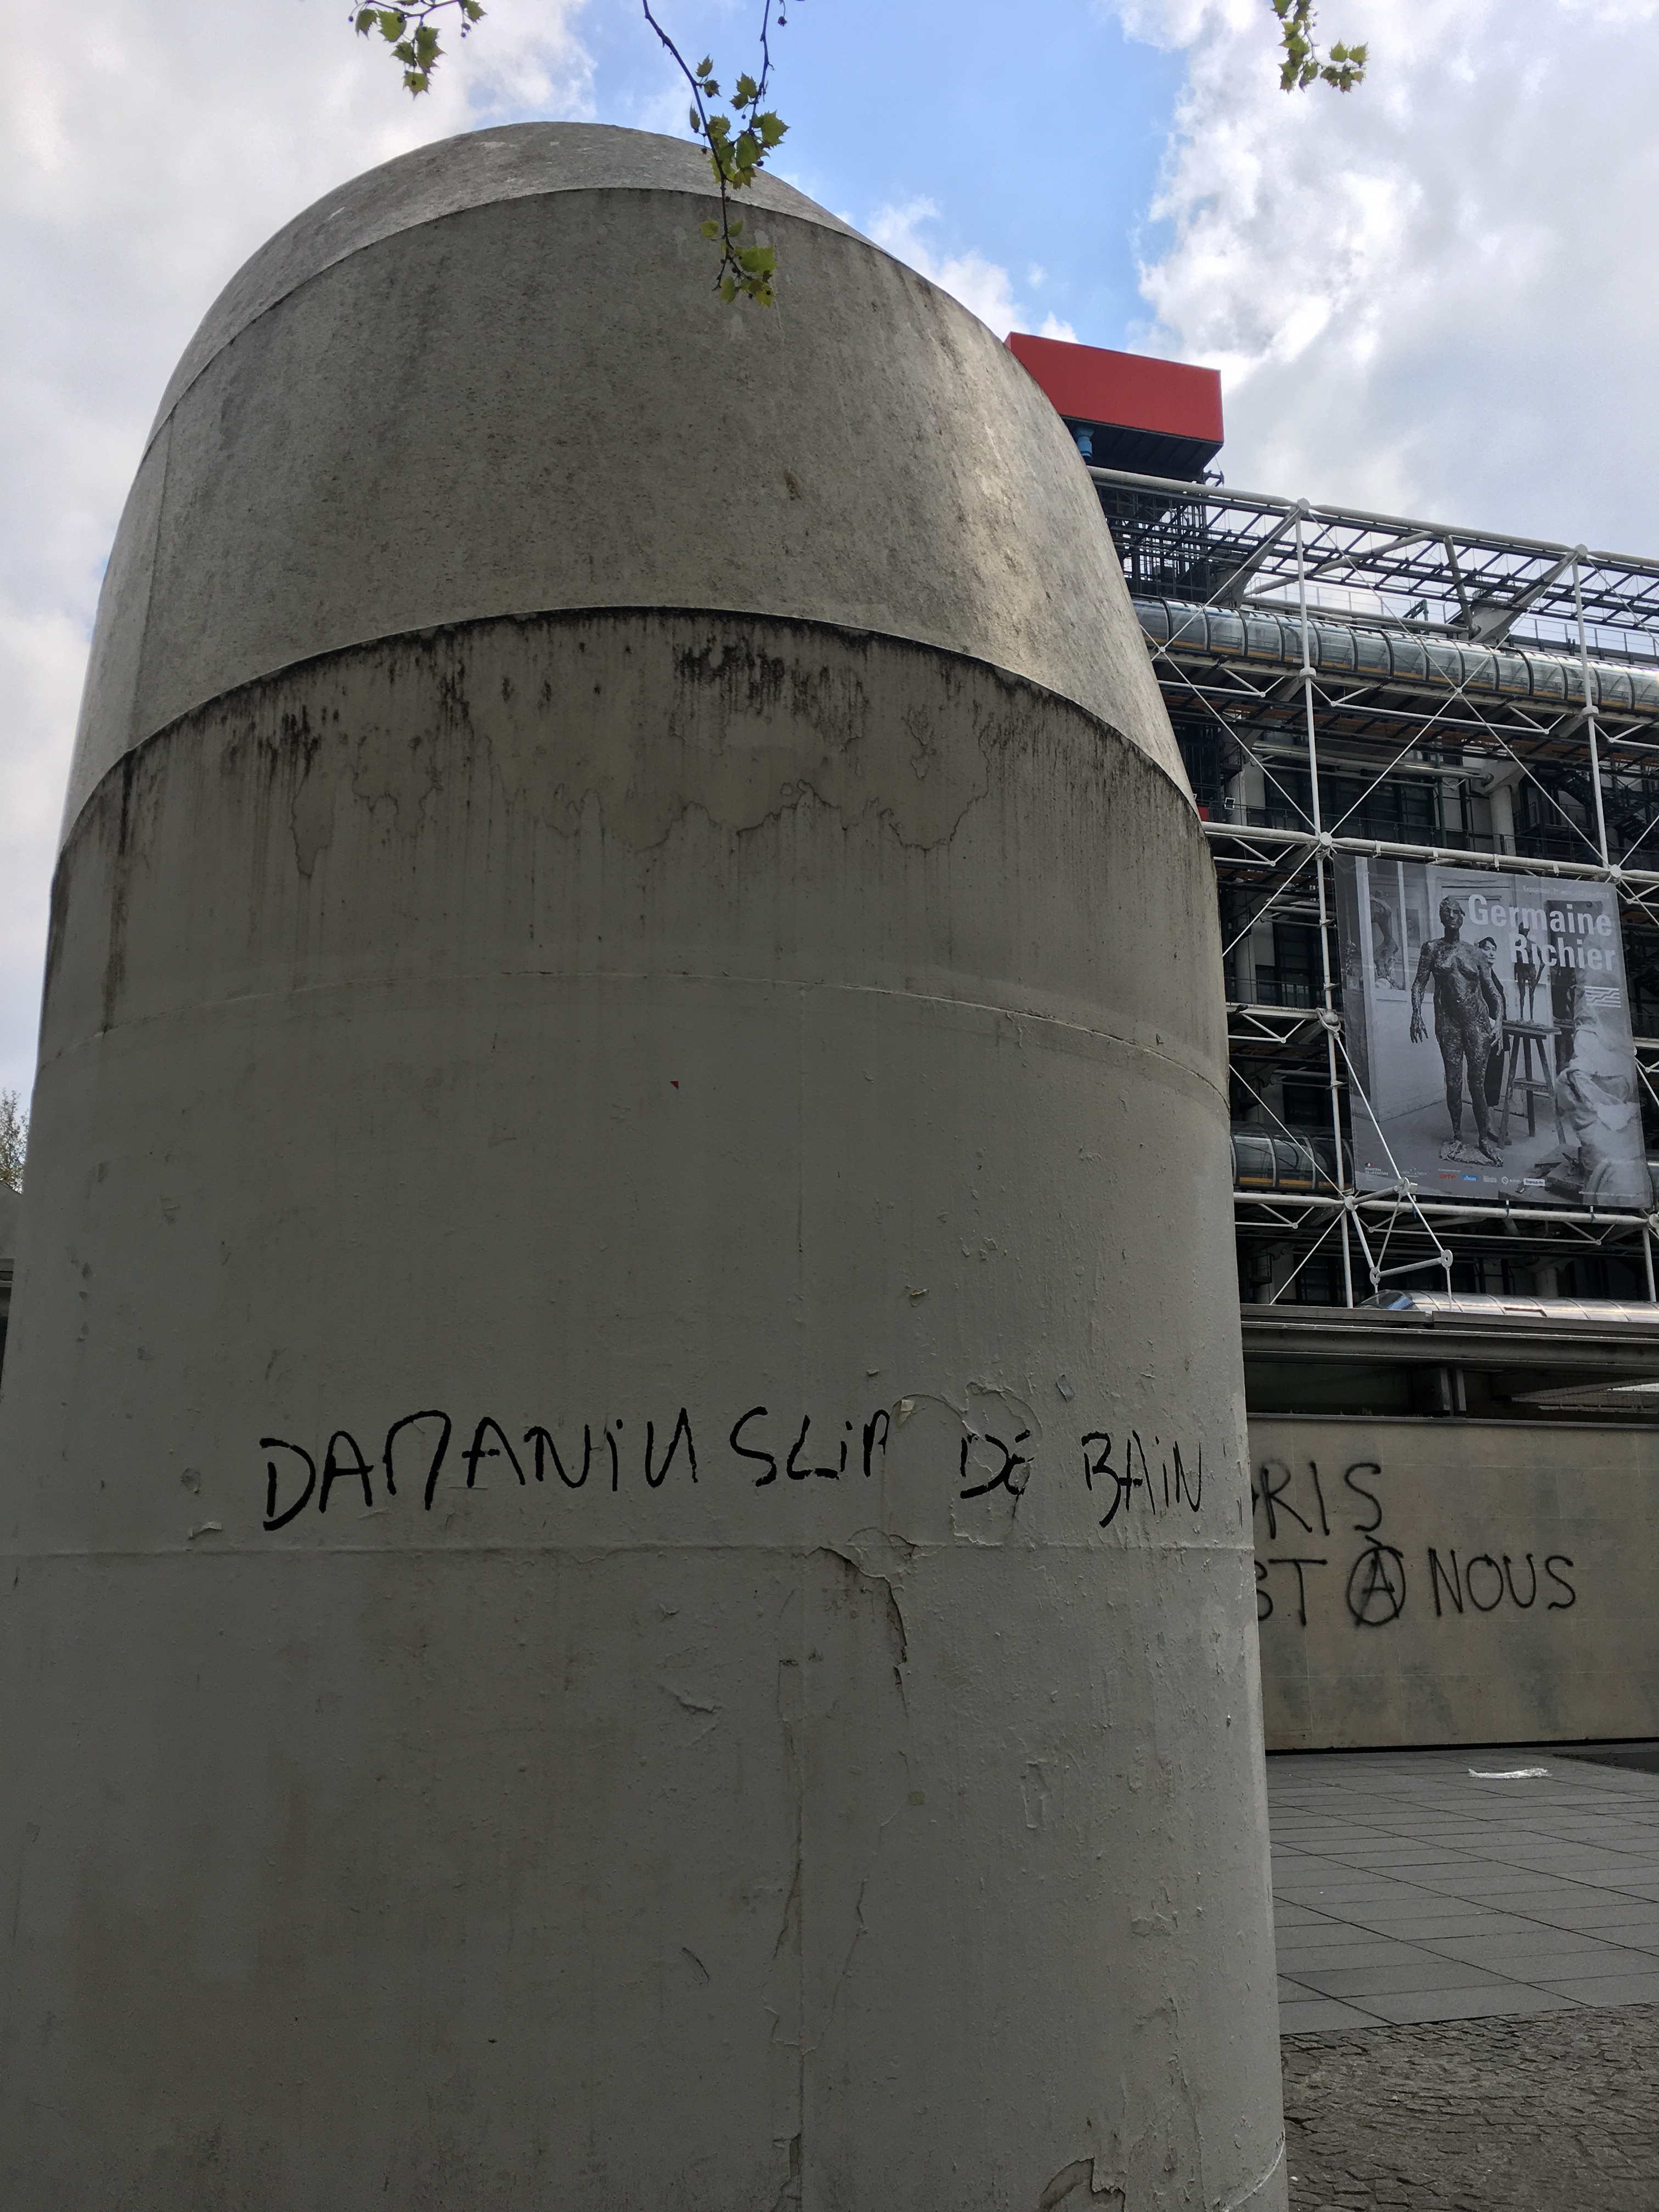 Germaine
Richier
DAMANIU SLIP DE BAIN
RIS
ST À NOUS